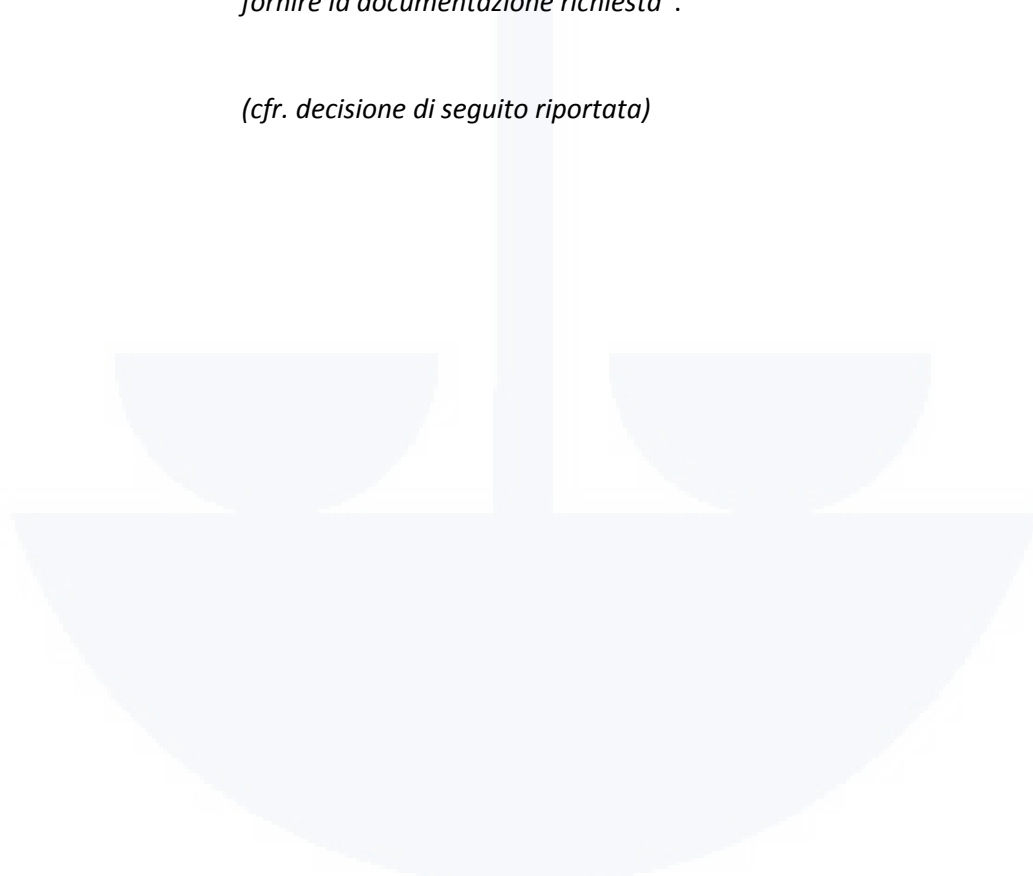 fornire la documentazione richiesta”.
(cfr. decisione di seguito riportata)